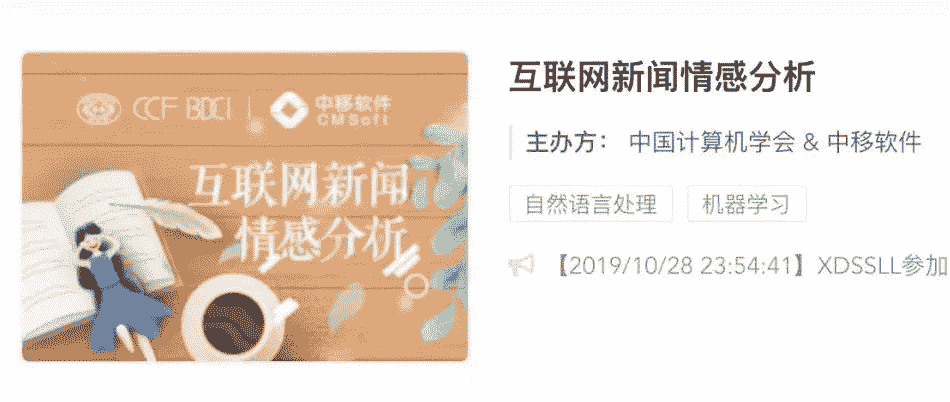 CCF BDCI
中移软件
CMSoft
互联网新闻
情感分析
互联网新闻情感分析
主办方： 中国计算机学会 & 中移软件
自然语言处理
机器学习
【2019/10/28 23:54:41】XDSSLL参加